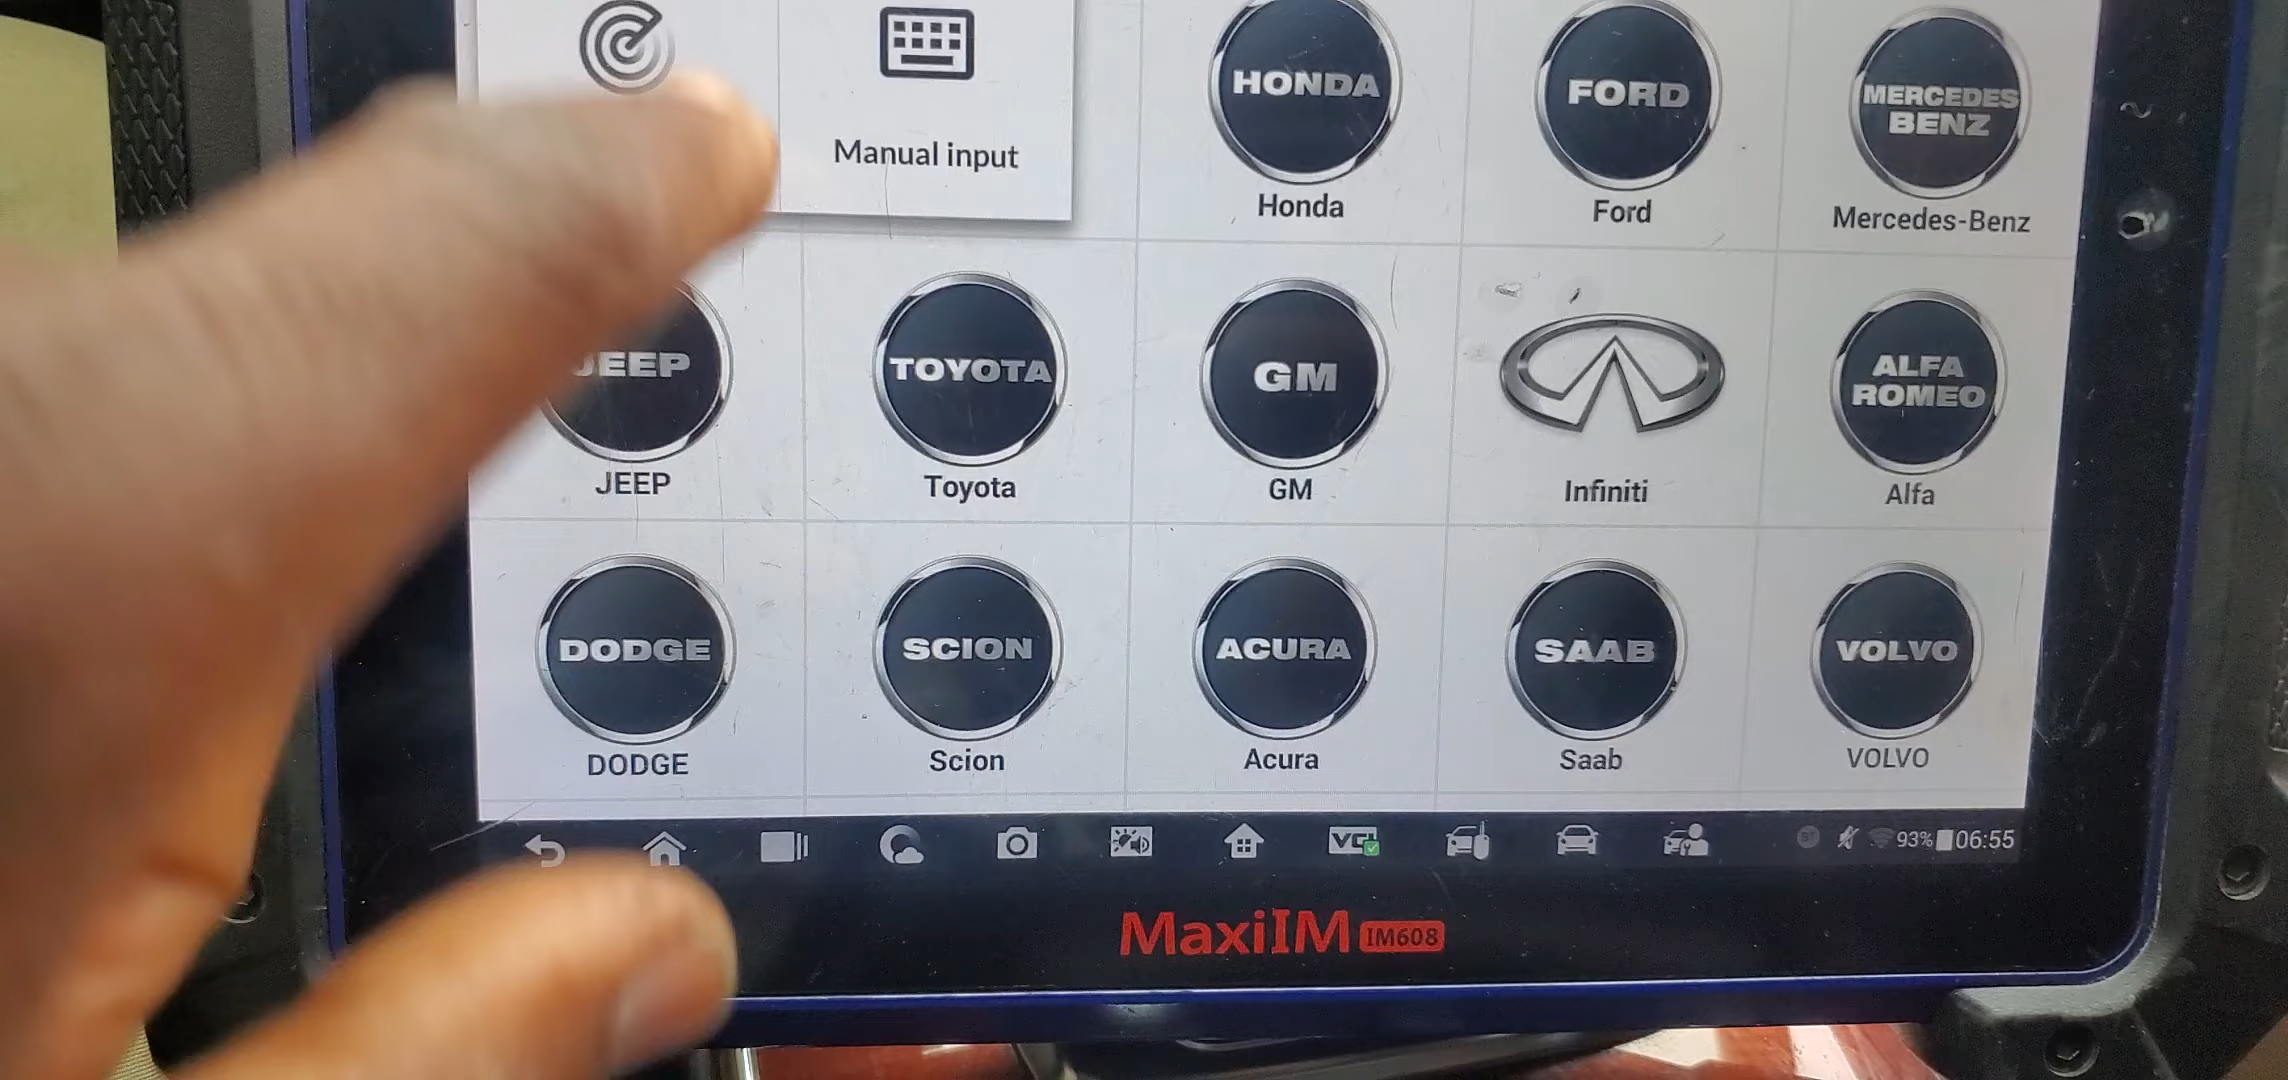 HONDA
FORD
MERCEDES
BENZ
Manual input
Honda
Ford
Mercedes-Benz
JEEP
TOYOTA
GM
ALFA
ROMEO
JEEP
Toyota
GM
Infiniti
Alfa
DODGE
SCION
ACURA
SAAB
VOLVO
DODGE
Scion
Acura
Saab
VOLVO
VCI
93%
06:55
MaxiIM IM608